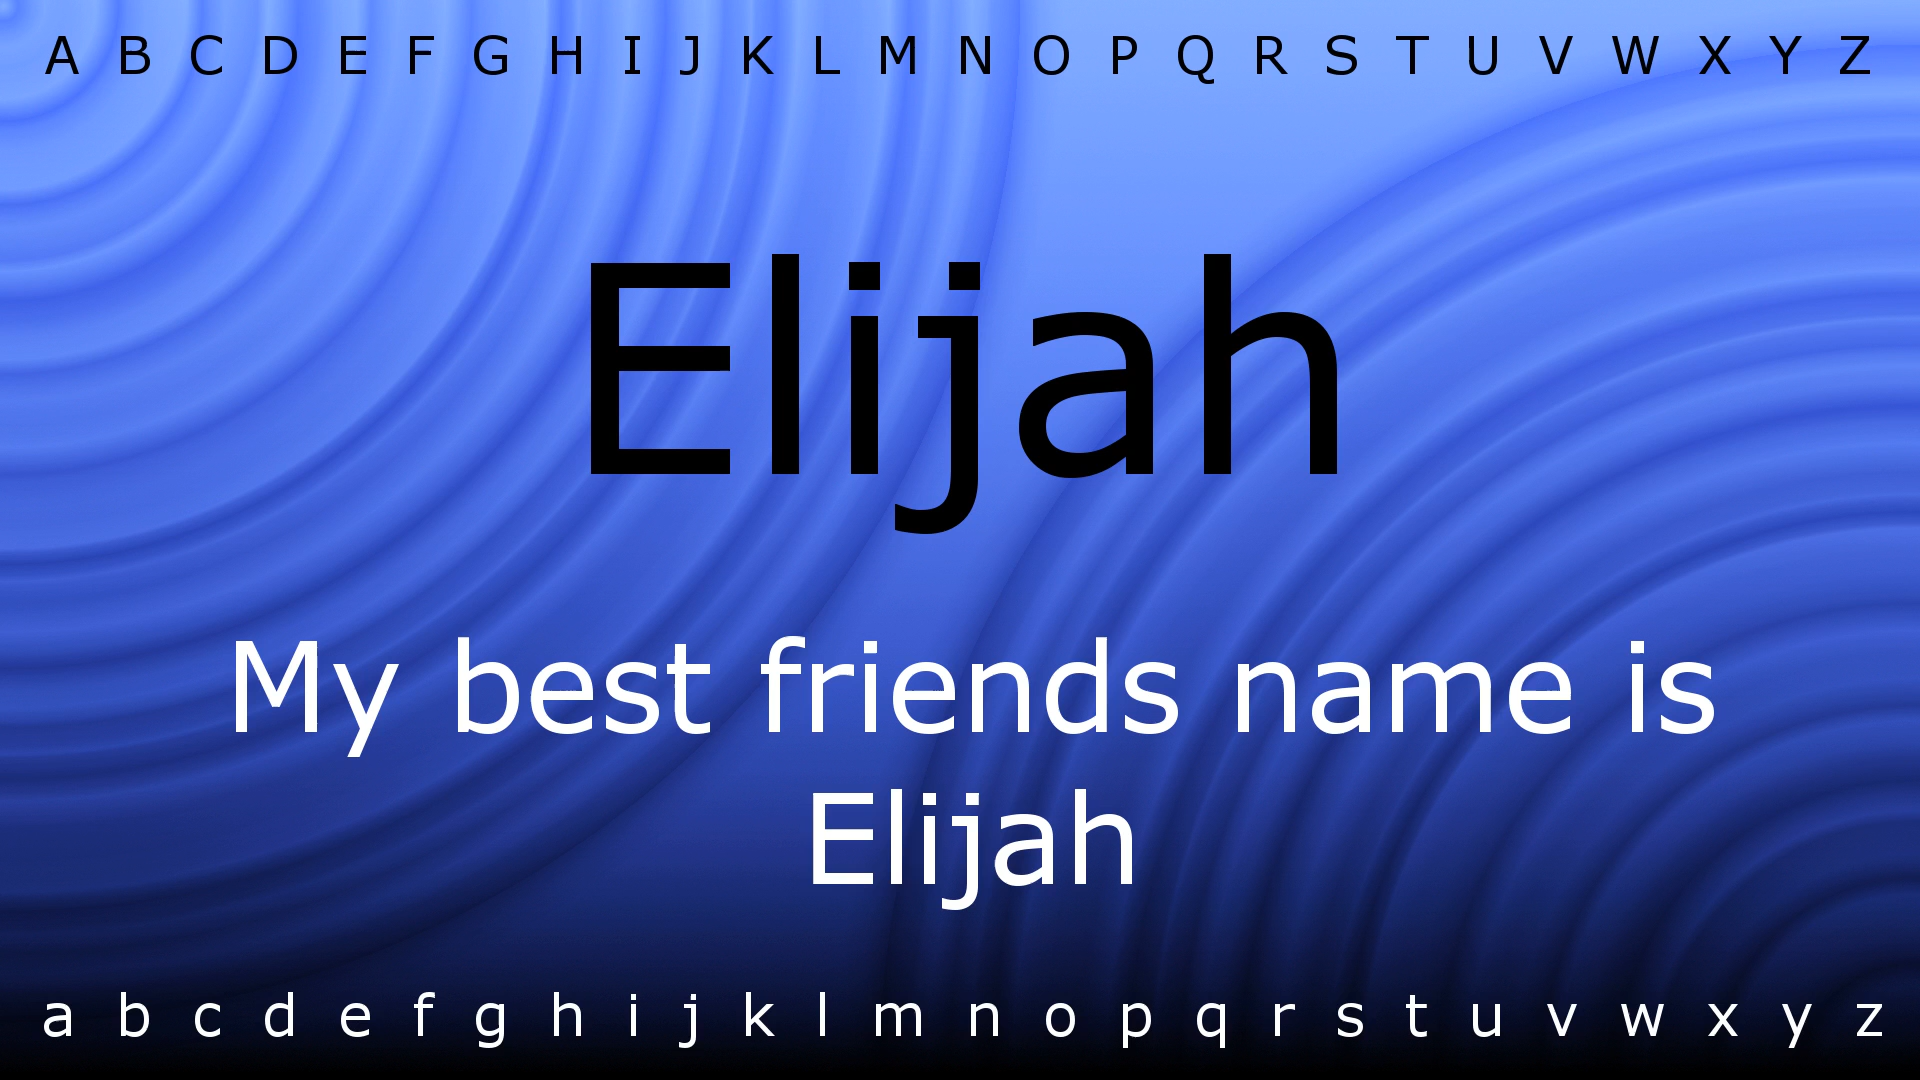 A B C D E F G H I J K L M N O P Q R S T U V W X Y Z
Elijah
My best friends name is
Elijah
a b c d e f g h i j k l m n o p q r s t u v w x y z